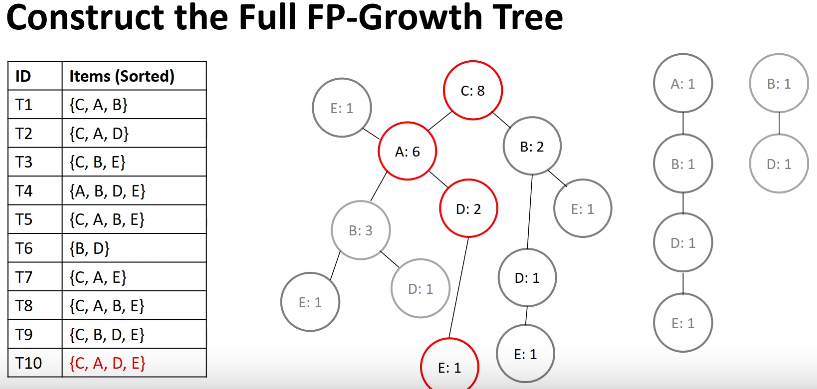 Construct the Full FP-Growth Tree
ID Items (Sorted)
T1 {C, A, B}
T2 {C, A, D}
T3 {C, B, E}
T4 {A, B, D, E}
T5 {C, A, B, E}
T6 {B, D}
T7 {C, A, E}
T8 {C, A, B, E}
T9 {C, B, D, E}
T10 {C, A, D, E}
C: 8
E: 1
A: 6
B: 2
B: 3
D: 2
E: 1
E: 1
D: 1
D: 1
E: 1
E: 1
A: 1
B: 1
D: 1
E: 1
B: 1
D: 1